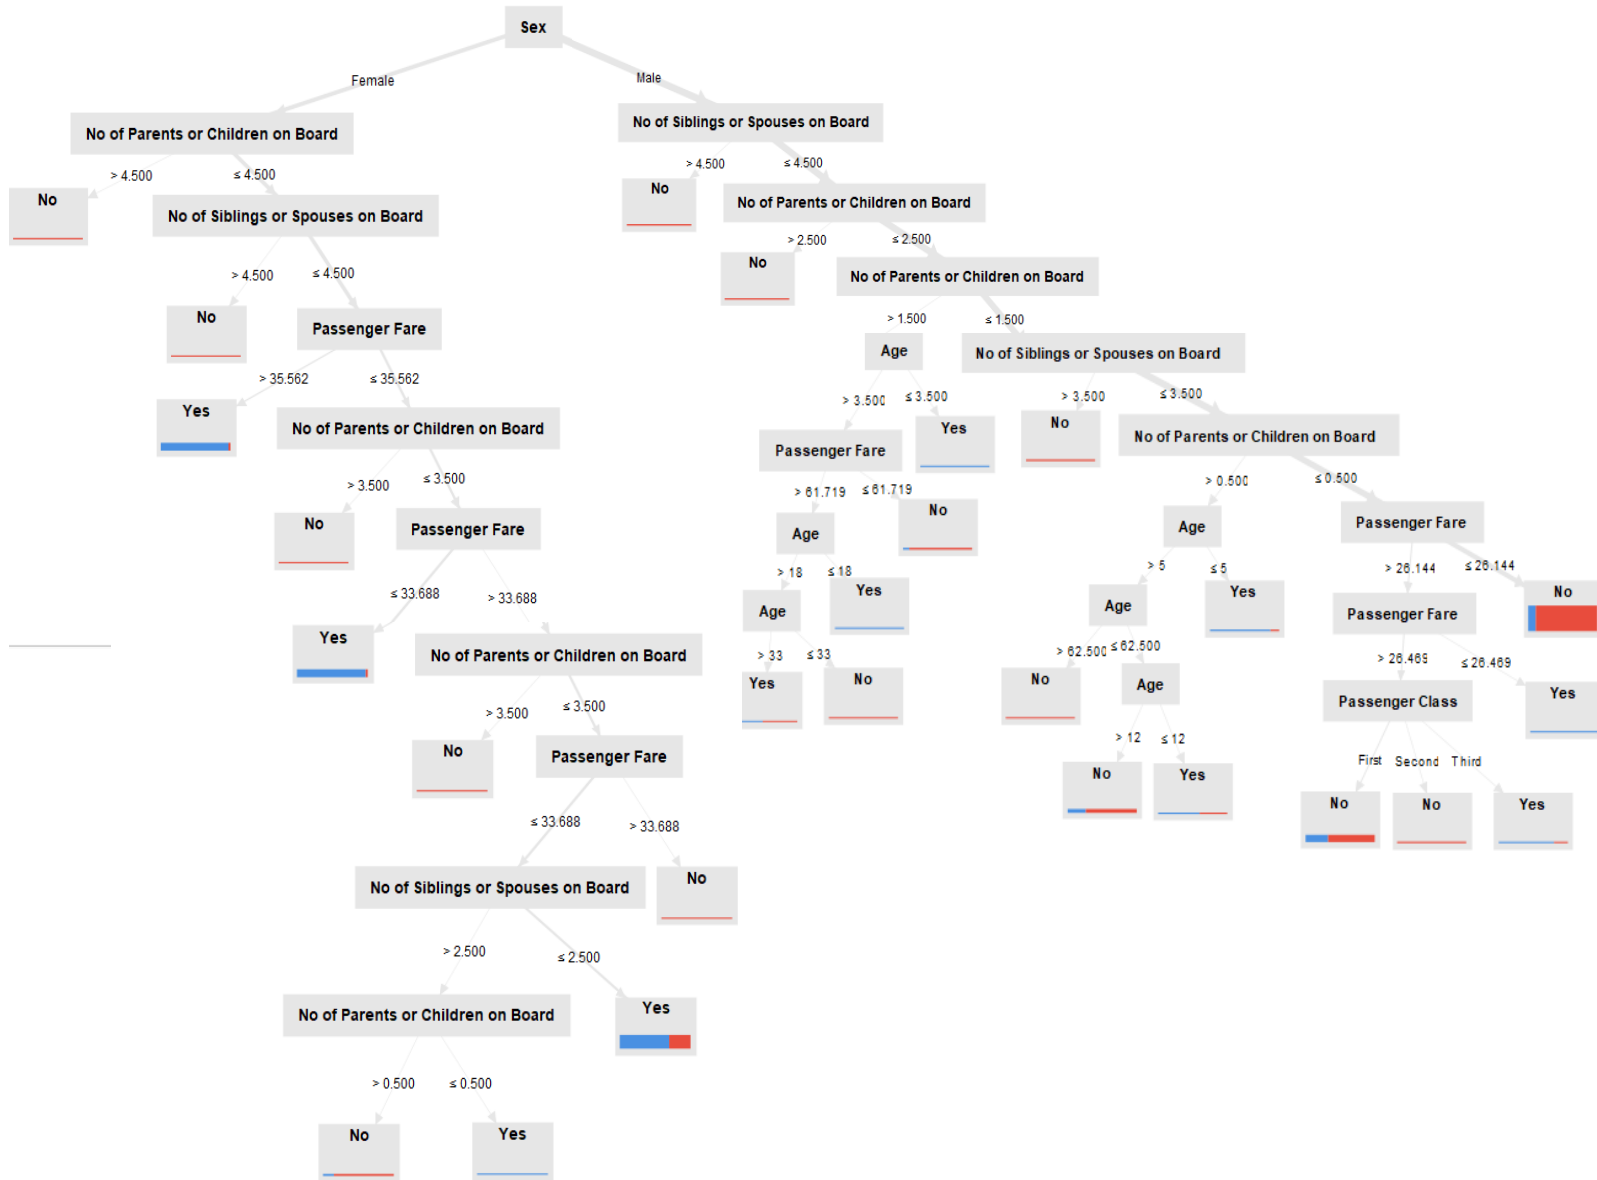 Sex
Female
Male
No of Parents or Children on Board
No of Siblings or Spouses on Board
> 4.500
≤ 4.500
> 4.500
≤ 4.500
No
No of Siblings or Spouses on Board
No
No of Parents or Children on Board
> 4.500
≤ 4.500
> 2.500
≤ 2.500
No
Passenger Fare
No
No of Parents or Children on Board
> 35.562
≤ 35.562
> 1.500
≤ 1.500
Yes
No of Parents or Children on Board
Age
No of Siblings or Spouses on Board
> 3.500
≤ 3.500
> 3.500
≤ 3.500
> 3.500
≤ 3.500
No
Passenger Fare
Passenger Fare
Yes
No
No of Parents or Children on Board
≤ 33.688
> 33.688
> 61.719
≤ 61.719
> 0.500
≤ 0.500
Yes
No of Parents or Children on Board
Age
No
Age
Passenger Fare
> 3.500
≤ 3.500
> 18
≤ 18
> 5
≤ 5
> 26.144
≤ 26.144
No
Passenger Fare
Age
Yes
Age
Yes
Passenger Fare
No
≤ 33.688
> 33.688
> 33
≤ 33
> 62.500
≤ 62.500
> 26.469
≤ 26.469
No of Siblings or Spouses on Board
No
Yes
No
No
Age
Passenger Class
Yes
> 2.500
≤ 2.500
> 12
≤ 12
First
Second
Third
No of Parents or Children on Board
Yes
No
Yes
No
No
Yes
> 0.500
≤ 0.500
No
Yes